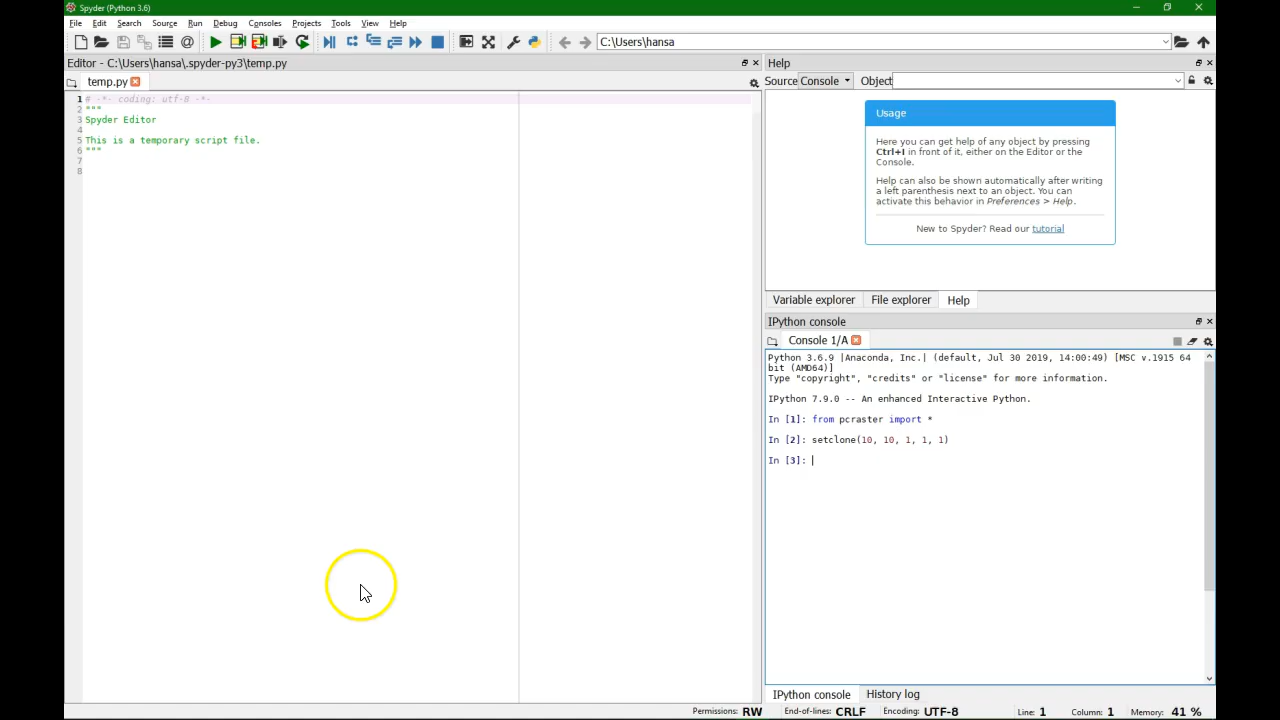 Spyder (Python 3.6)
File Edit Search Source Run Debug Consoles Projects Tools View Help
C:\Users\hansa
Editor - C:\Users\hansa\.spyder-py3\temp.py
temp.py
1 # -*- coding: utf-8 -*-
2 """
3 Spyder Editor
4
5 This is a temporary script file.
6 """
7
8
Help
Source Console Object
Usage
Here you can get help of any object by pressing
Ctrl+I in front of it, either on the Editor or the
Console.
Help can also be shown automatically after writing
a left parenthesis next to an object. You can
activate this behavior in Preferences > Help.
New to Spyder? Read our tutorial
Variable explorer File explorer Help
IPython console
Console 1/A
Python 3.6.9 |Anaconda, Inc.| (default, Jul 30 2019, 14:00:49) [MSC v.1915 64
bit (AMD64)]
Type "copyright", "credits" or "license" for more information.
IPython 7.9.0 -- An enhanced Interactive Python.
In [1]: from pcraster import *
In [2]: setclone(10, 10, 1, 1, 1)
In [3]:
IPython console History log
Permissions: RW End-of-lines: CRLF Encoding: UTF-8 Line: 1 Column: 1 Memory: 41 %